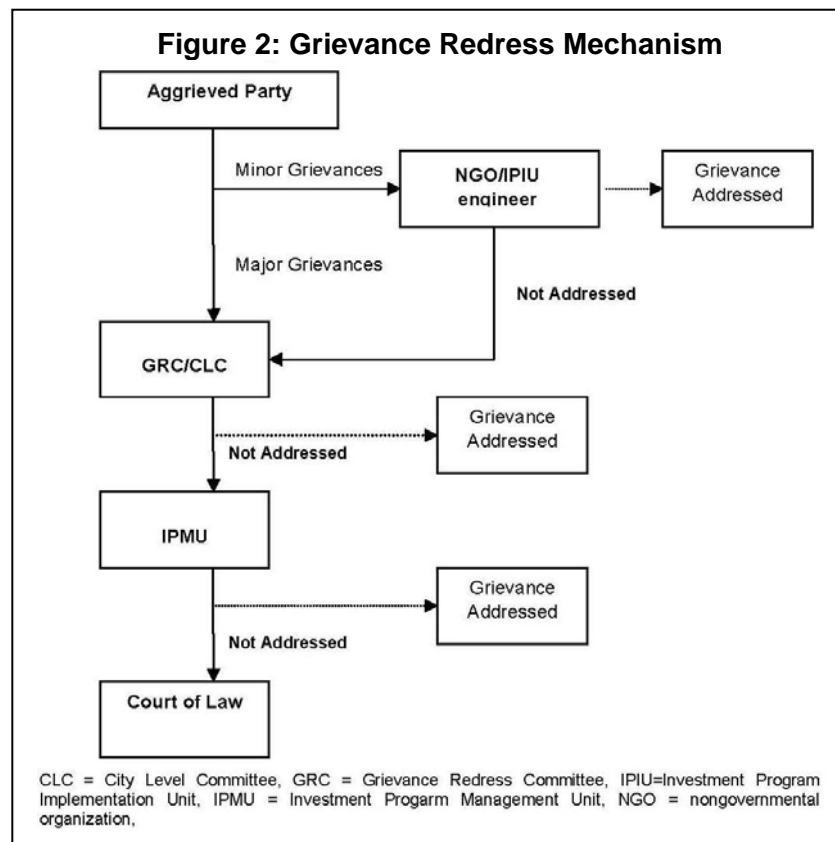 Figure 2: Grievance Redress Mechanism
Aggrieved Party
Minor Grievances
NGO/IPIU
engineer
Grievance
Addressed
Major Grievances
Not Addressed
GRC/CLC
Grievance
Addressed
Not Addressed
IPMU
Grievance
Addressed
Not Addressed
Court of Law
CLC = City Level Committee, GRC = Grievance Redress Committee, IPIU=Investment Program
Implementation Unit, IPMU = Investment Progarm Management Unit, NGO = nongovernmental
organization,